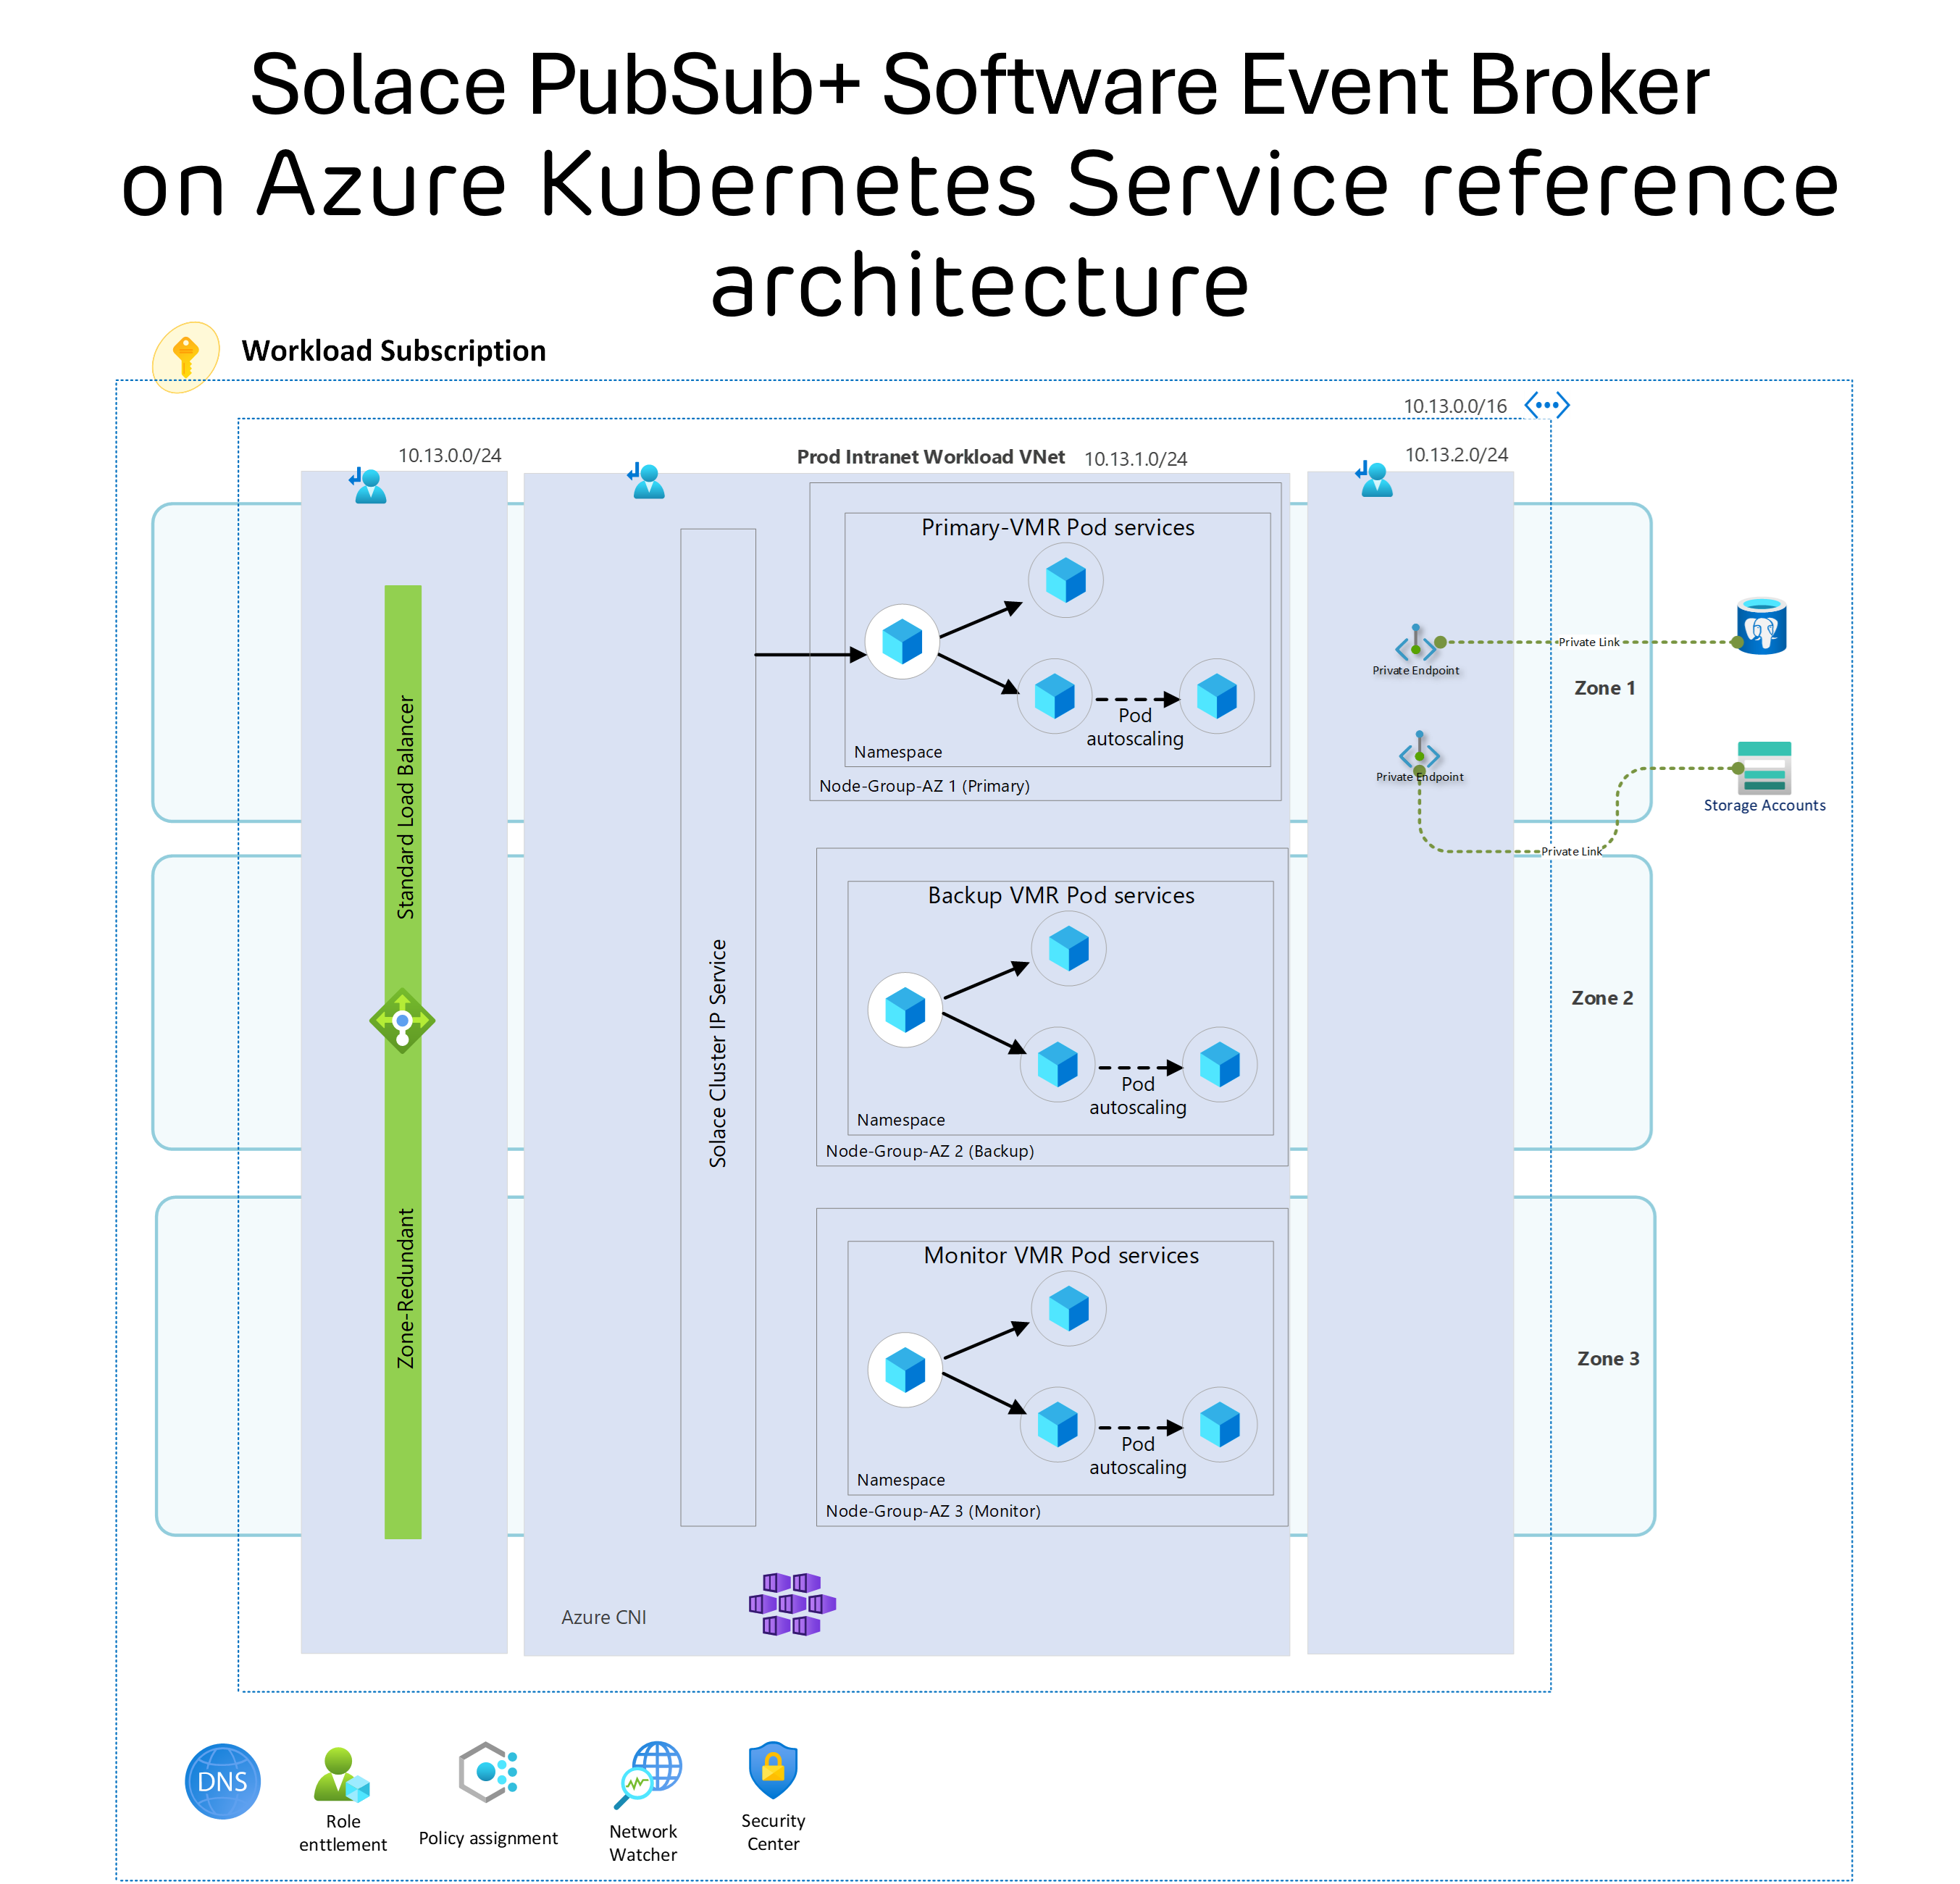 Solace PubSub+ Software Event Broker
on Azure Kubernetes Service reference
architecture
Workload Subscription
10.13.0.0/16
10.13.0.0/24
Prod Intranet Workload VNet
10.13.1.0/24
10.13.2.0/24
Standard Load Balancer
Zone-Redundant
Solace Cluster IP Service
Primary-VMR Pod services
Pod
autoscaling
Namespace
Node-Group-AZ 1 (Primary)
Private Endpoint
Private Link
Zone 1
Private Endpoint
Storage Accounts
Private Link
Backup VMR Pod services
Pod
autoscaling
Namespace
Node-Group-AZ 2 (Backup)
Zone 2
Monitor VMR Pod services
Pod
autoscaling
Namespace
Node-Group-AZ 3 (Monitor)
Zone 3
Azure CNI
DNS
Role
enttlement
Policy assignment
Network
Watcher
Security
Center